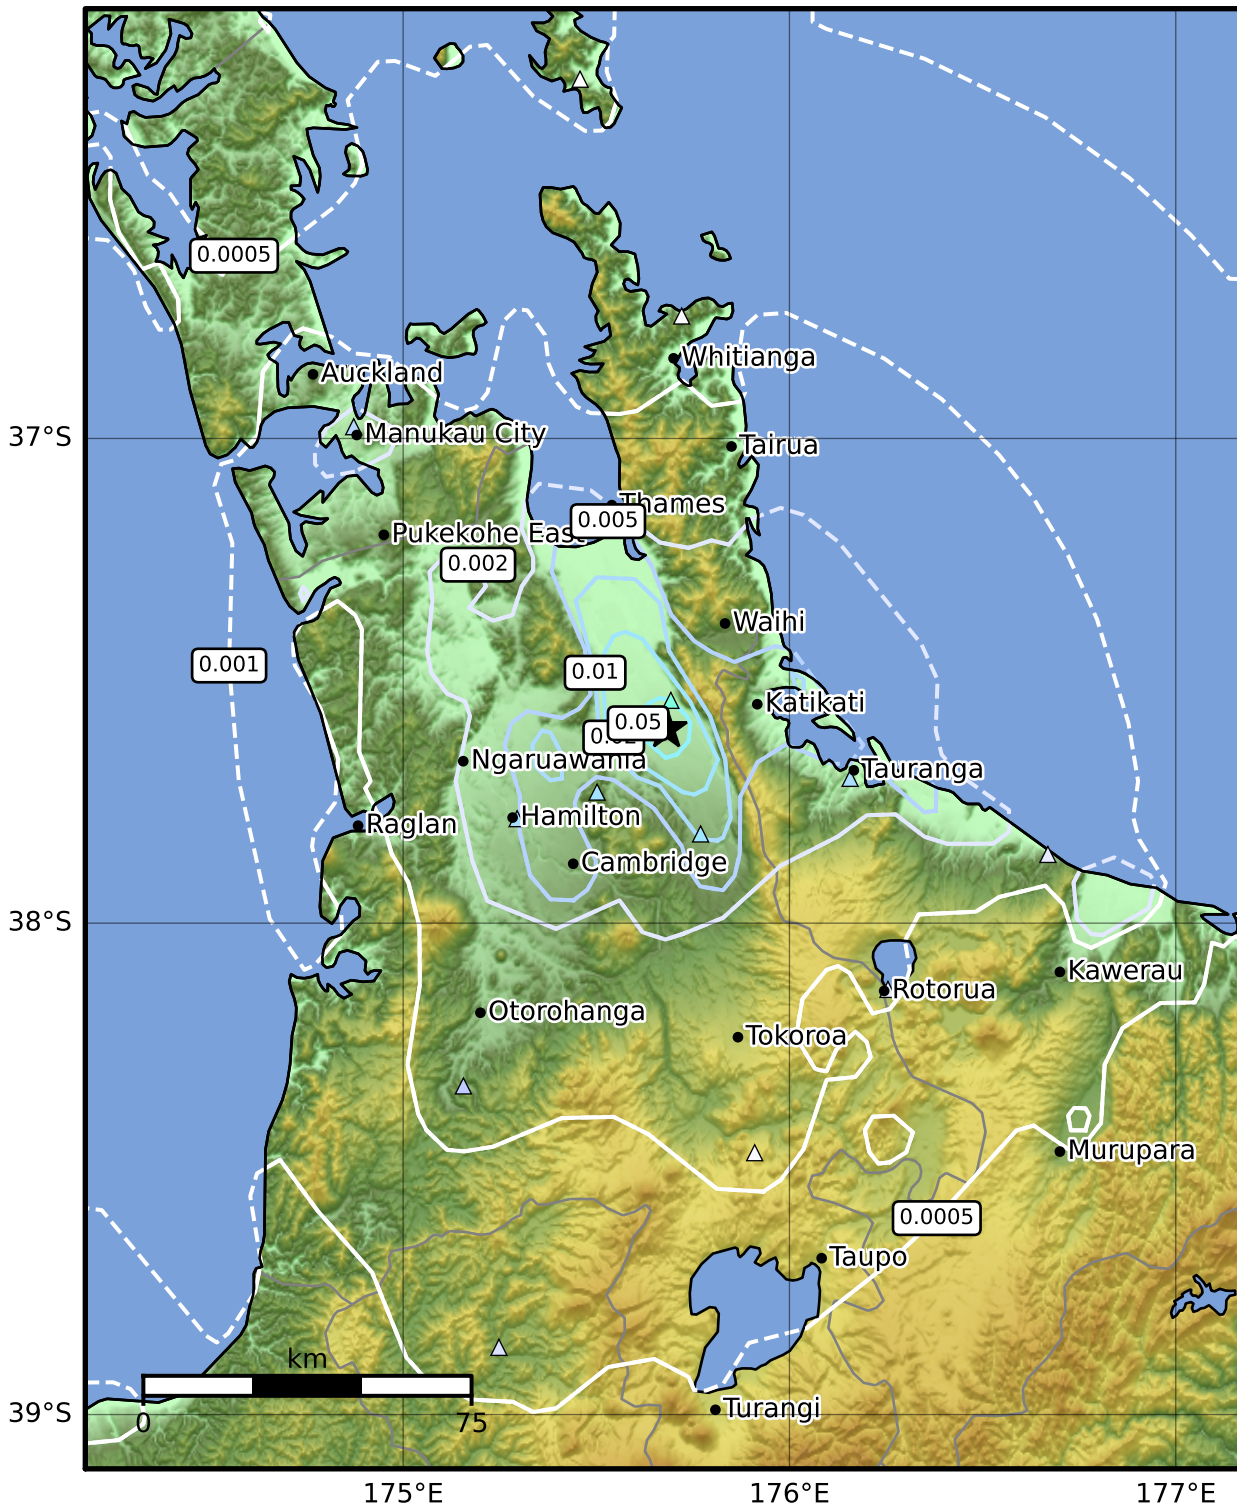 0.0005
Whitianga
Auckland
Manukau City
37°S
Tairua
Thames
0.005
Pukekohe East
0.002
Waihi
0.001
0.01
Katikati
0.05
0.02
Ngaruawahia
Tauranga
Hamilton
Raglan
Cambridge
38°S
Kawerau
Rotorua
Otorohanga
Tokoroa
Murupara
0.0005
Taupo
km
0
75
Turangi
39°S
175°E
176°E
177°E